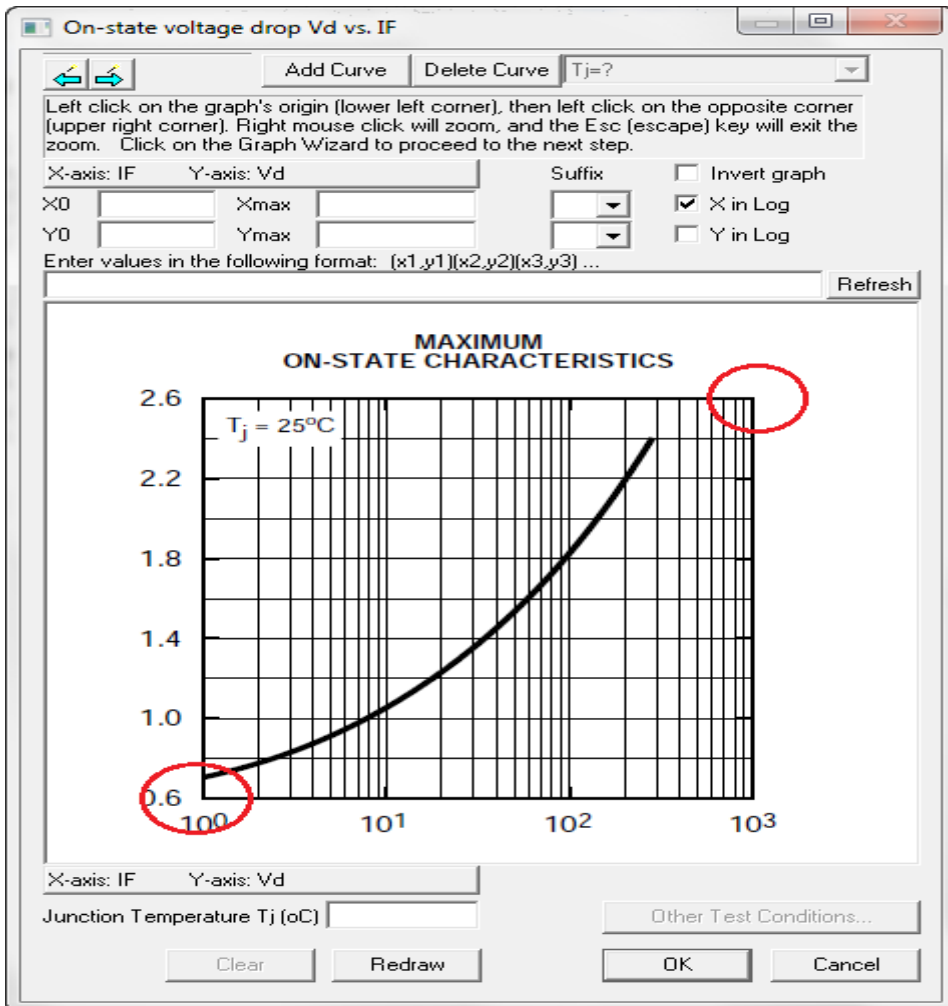 On-state voltage drop Vd vs. IF
Add Curve Delete Curve Tj=?
Left click on the graph's origin (lower left corner), then left click on the opposite corner
(upper right corner). Right mouse click will zoom, and the Esc (escape) key will exit the
zoom. Click on the Graph Wizard to proceed to the next step.
X-axis: IF Y-axis: Vd Suffix Invert graph
X0 Xmax X in Log
Y0 Ymax Y in Log
Enter values in the following format: (x1,y1)(x2,y2)(x3,y3) ...
Refresh
MAXIMUM
ON-STATE CHARACTERISTICS
2.6
Tj = 25ºC
2.2
1.8
1.4
1.0
0.6
10⁰ 10¹ 10² 10³
X-axis: IF Y-axis: Vd
Junction Temperature Tj (oC) Other Test Conditions...
Clear Redraw OK Cancel